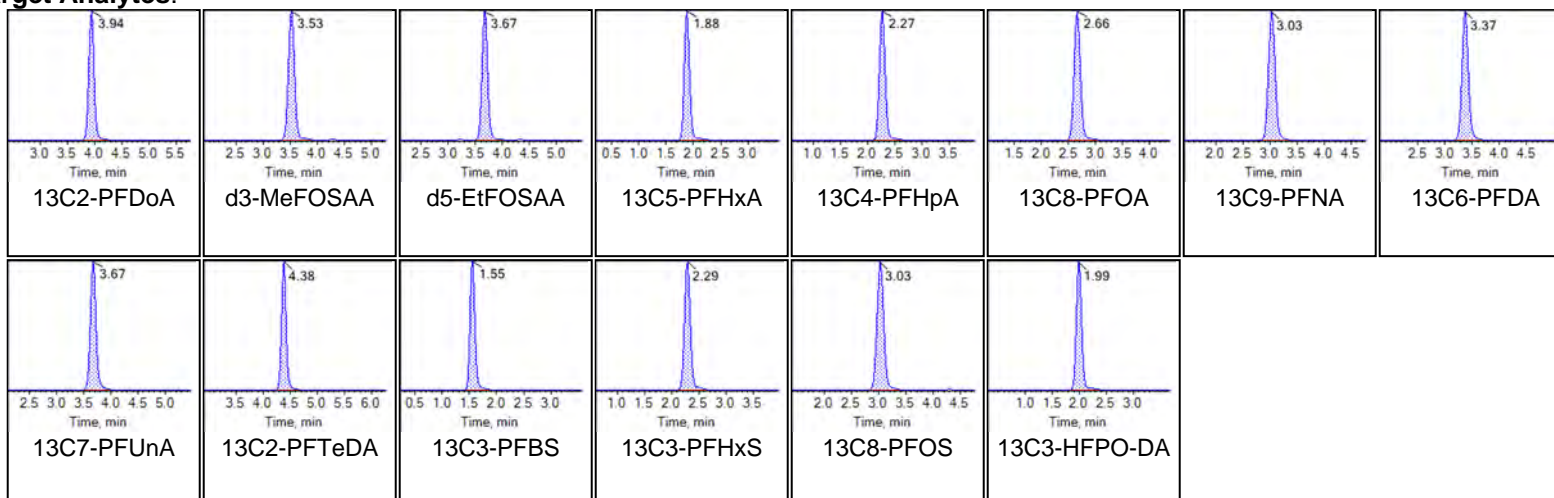 rget Analytes:
3.94 3.53 3.67 1.88 2.27 2.66 3.03 3.37
3.0 3.5 4.0 4.5 5.0 5.5 2.5 3.0 3.5 4.0 4.5 5.0 2.5 3.0 3.5 4.0 4.5 5.0 0.5 1.0 1.5 2.0 2.5 3.0 1.0 1.5 2.0 2.5 3.0 3.5 1.5 2.0 2.5 3.0 3.5 4.0 2.0 2.5 3.0 3.5 4.0 4.5 2.5 3.0 3.5 4.0 4.5
Time, min Time, min Time, min Time, min Time, min Time, min Time, min Time, min
13C2-PFDoA d3-MeFOSAA d5-EtFOSAA 13C5-PFHxA 13C4-PFHpA 13C8-PFOA 13C9-PFNA 13C6-PFDA
3.67 4.38 1.55 2.29 3.03 1.99
2.5 3.0 3.5 4.0 4.5 5.0 3.5 4.0 4.5 5.0 5.5 6.0 0.5 1.0 1.5 2.0 2.5 3.0 1.0 1.5 2.0 2.5 3.0 3.5 2.0 2.5 3.0 3.5 4.0 4.5 1.0 1.5 2.0 2.5 3.0
Time, min Time, min Time, min Time, min Time, min Time, min
13C7-PFUnA 13C2-PFTeDA 13C3-PFBS 13C3-PFHxS 13C8-PFOS 13C3-HFPO-DA